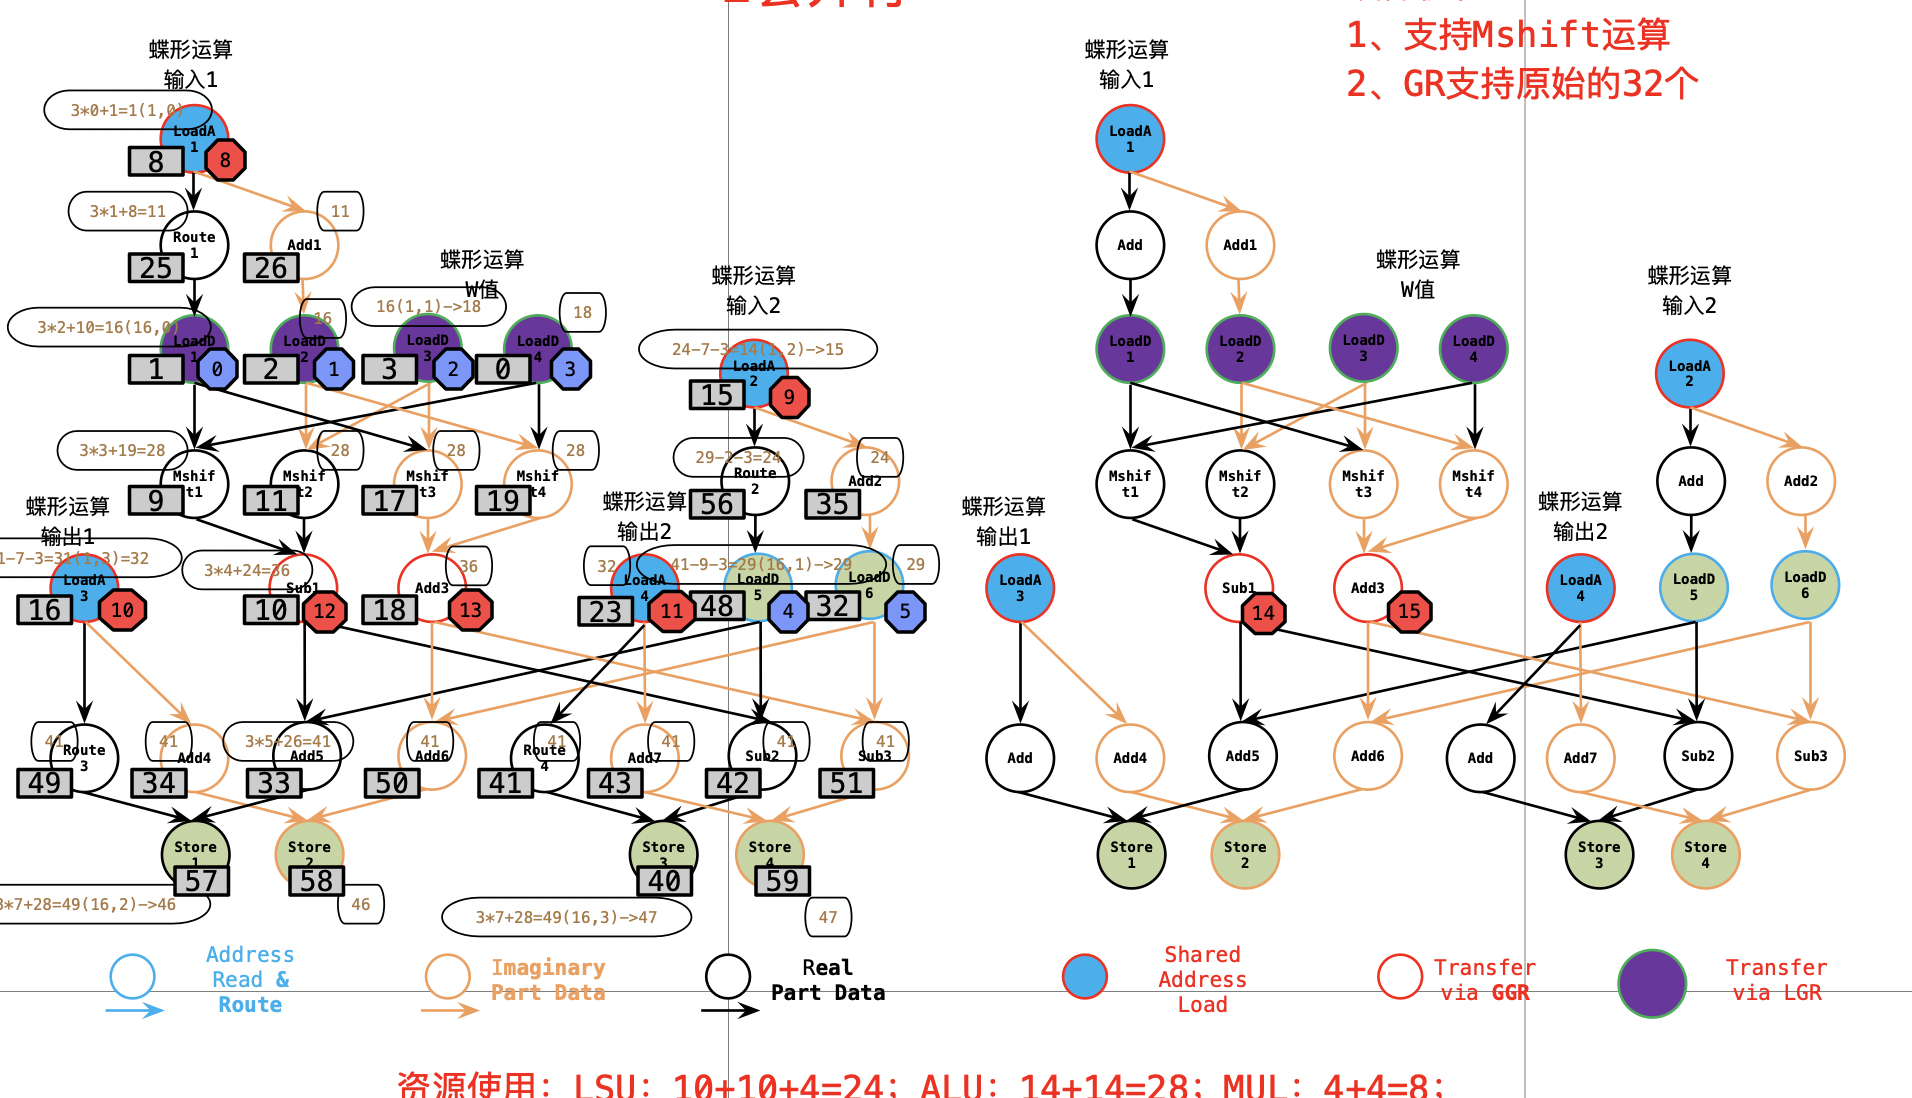 1、支持Mshift运算
2、GR支持原始的32个
蝶形运算
输入1
3*0+1=1(1,0)
LoadA
1
8
8
3*1+8=11
Route
1
25
11
Add1
26
蝶形运算
W值
3*2+10=16(16,0)
LoadD
1
1
0
16
LoadD
2
2
1
16(1,1)->18
LoadD
3
3
2
18
LoadD
4
0
3
蝶形运算
输入2
24-7-3=14(1,2)->15
LoadA
2
15
9
3*3+19=28
Mshif
t1
9
28
Mshif
t2
11
28
Mshif
t3
17
28
Mshif
t4
19
29-2-3=24
Route
2
56
24
Add2
35
蝶形运算
输出1
1-7-3=31(1,3)=32
LoadA
3
16
10
3*4+24=36
Sub1
10
12
36
Add3
18
13
蝶形运算
输出2
32
LoadA
4
23
11
41-9-3=29(16,1)->29
LoadD
5
48
4
29
LoadD
6
32
5
41
Route
3
49
41
Add4
34
3*5+26=41
Add5
33
41
Add6
50
41
Route
4
41
41
Add7
43
41
Sub2
42
41
Sub3
51
Store
1
57
Store
2
58
Store
3
40
Store
4
59
3*7+28=49(16,2)->46
46
3*7+28=49(16,3)->47
47
蝶形运算
输入1
LoadA
1
Add
Add1
蝶形运算
W值
蝶形运算
输入2
LoadD
1
LoadD
2
LoadD
3
LoadD
4
LoadA
2
Mshif
t1
Mshif
t2
Mshif
t3
Mshif
t4
Add
Add2
蝶形运算
输出1
LoadA
3
Sub1
14
Add3
15
蝶形运算
输出2
LoadA
4
LoadD
5
LoadD
6
Add
Add4
Add5
Add6
Add
Add7
Sub2
Sub3
Store
1
Store
2
Store
3
Store
4
Address
Read &
Route
Imaginary
Part Data
Real
Part Data
Shared
Address
Load
Transfer
via GGR
Transfer
via LGR
资源使用：LSU：10+10+4=24；ALU：14+14=28；MUL：4+4=8；